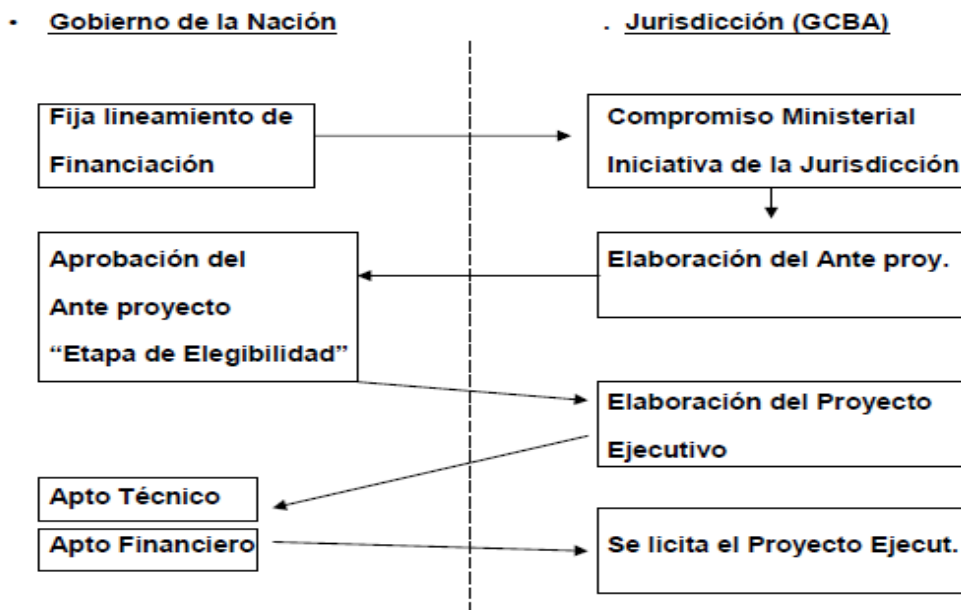 • Gobierno de la Nación
. Jurisdicción (GCBA)
Fija lineamiento de
Financiación
Compromiso Ministerial
Iniciativa de la Jurisdicción
Aprobación del
Ante proyecto
“Etapa de Elegibilidad”
Elaboración del Ante proy.
Elaboración del Proyecto
Ejecutivo
Apto Técnico
Apto Financiero
Se licita el Proyecto Ejecut.